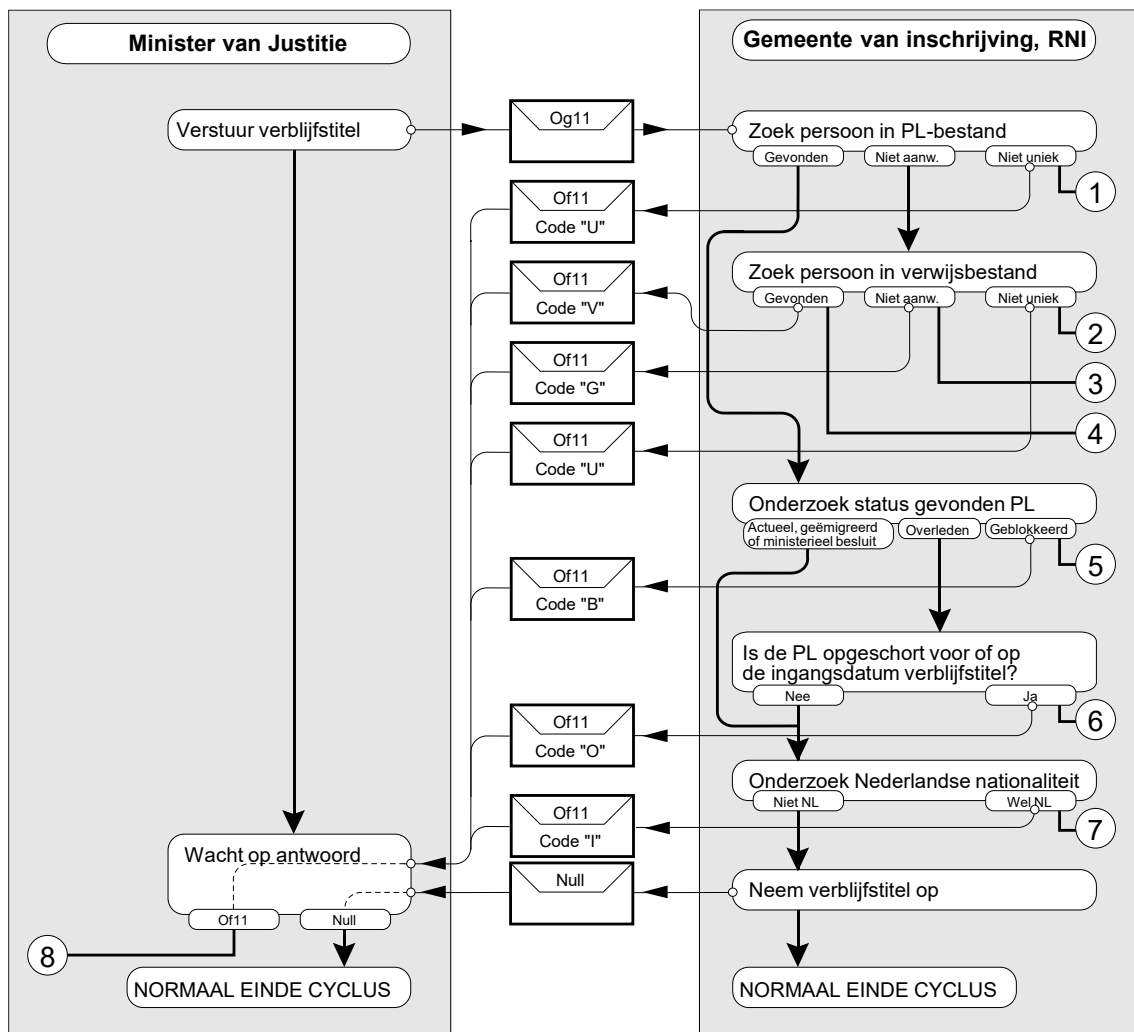 Minister van Justitie
Gemeente van inschrijving, RNI
Verstuur verblijfstitel
Og11
Zoek persoon in PL-bestand
Gevonden
Niet aanw.
Niet uniek
1
Of11
Code "U"
Zoek persoon in verwijsbestand
Gevonden
Niet aanw.
Niet uniek
2
Of11
Code "V"
3
Of11
Code "G"
4
Of11
Code "U"
Onderzoek status gevonden PL
Actueel, geëmigreerd
of ministerieel besluit
Overleden
Geblokkeerd
5
Of11
Code "B"
Is de PL opgeschort voor of op
de ingangsdatum verblijfstitel?
Nee
Ja
6
Of11
Code "O"
Onderzoek Nederlandse nationaliteit
Niet NL
Wel NL
7
Of11
Code "I"
Wacht op antwoord
Null
Neem verblijfstitel op
Of11
Null
8
NORMAAL EINDE CYCLUS
NORMAAL EINDE CYCLUS